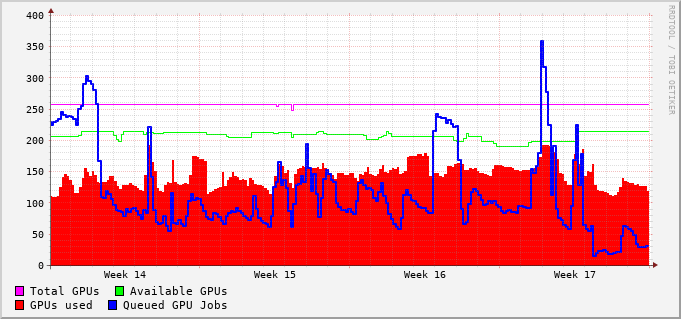 400
350
300
250
200
150
100
50
0
Week 14 Week 15 Week 16 Week 17
Total GPUs Available GPUs
GPUs used Queued GPU Jobs
RRDTOOL / TOBI OETIKER